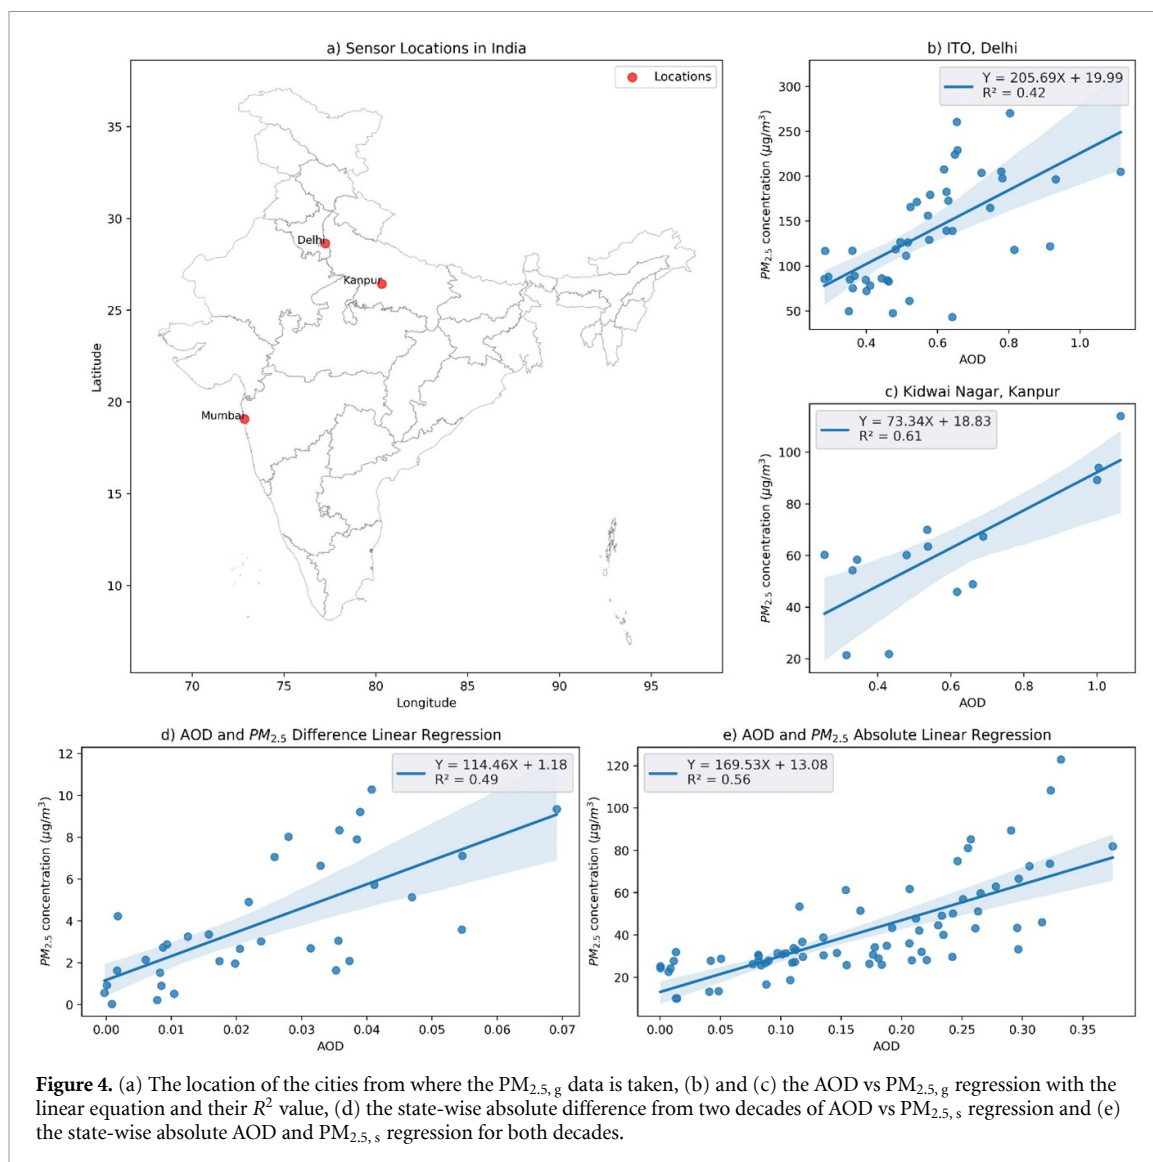 a) Sensor Locations in India
Locations
35
30
25
20
15
10
Latitude
Delhi
Kanpur
Mumbai
70 75 80 85 90 95
Longitude
b) ITO, Delhi
Y = 205.69X + 19.99
R² = 0.42
300
250
200
150
100
50
PM2.5 concentration (μg/m³)
0.4 0.6 0.8 1.0
AOD
c) Kidwai Nagar, Kanpur
Y = 73.34X + 18.83
R² = 0.61
100
80
60
40
20
PM2.5 concentration (μg/m³)
0.4 0.6 0.8 1.0
AOD
d) AOD and PM2.5 Difference Linear Regression
Y = 114.46X + 1.18
R² = 0.49
12
10
8
6
4
2
0
PM2.5 concentration (μg/m³)
0.00 0.01 0.02 0.03 0.04 0.05 0.06 0.07
AOD
e) AOD and PM2.5 Absolute Linear Regression
Y = 169.53X + 13.08
R² = 0.56
120
100
80
60
40
20
PM2.5 concentration (μg/m³)
0.00 0.05 0.10 0.15 0.20 0.25 0.30 0.35
AOD
Figure 4. (a) The location of the cities from where the PM2.5, g data is taken, (b) and (c) the AOD vs PM2.5, g regression with the
linear equation and their R² value, (d) the state-wise absolute difference from two decades of AOD vs PM2.5, s regression and (e)
the state-wise absolute AOD and PM2.5, s regression for both decades.